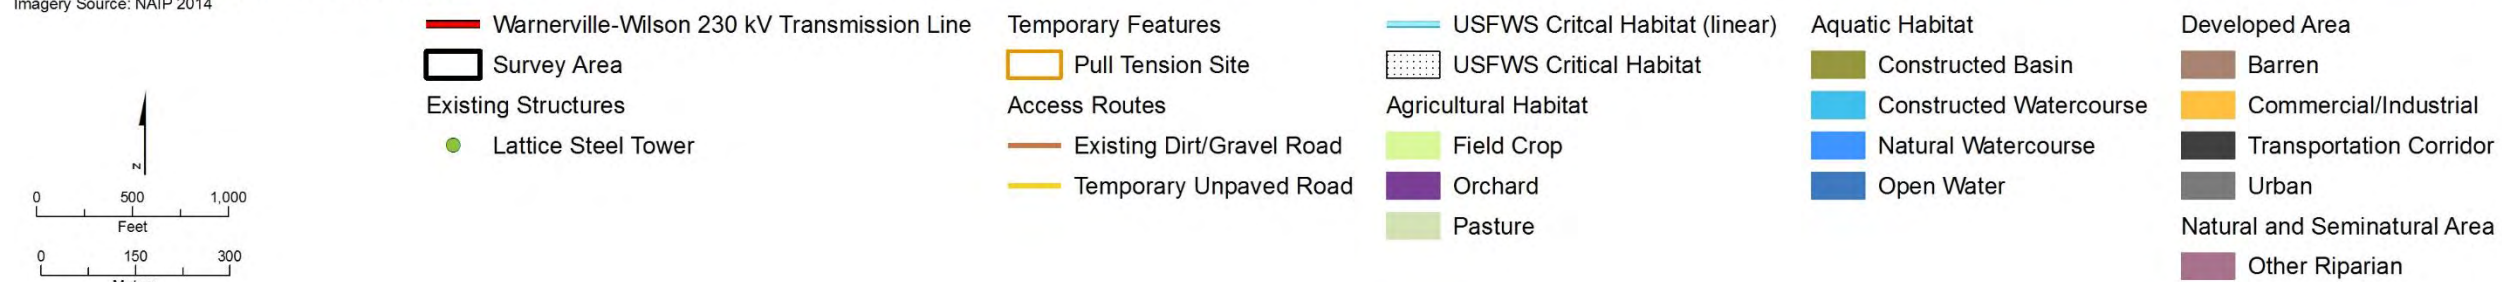 Imagery Source: NAIP 2014
Z
0 500 1,000
Feet
0 150 300
Warnerville-Wilson 230 kV Transmission Line
Survey Area
Existing Structures
Lattice Steel Tower
Temporary Features
Pull Tension Site
Access Routes
Existing Dirt/Gravel Road
Temporary Unpaved Road
USFWS Critcal Habitat (linear)
USFWS Critical Habitat
Agricultural Habitat
Field Crop
Orchard
Pasture
Aquatic Habitat
Constructed Basin
Constructed Watercourse
Natural Watercourse
Open Water
Developed Area
Barren
Commercial/Industrial
Transportation Corridor
Urban
Natural and Seminatural Area
Other Riparian